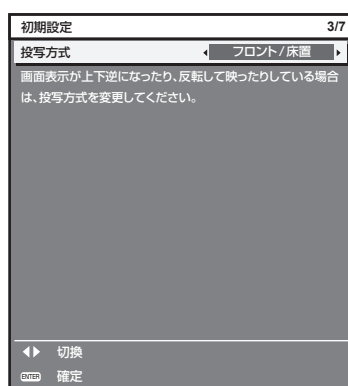 初期設定 3/7
投写方式 フロント/床置
画面表示が上下逆になったり、反転して映ったりしている場合
は、投写方式を変更してください。
切換
ENTER 確定